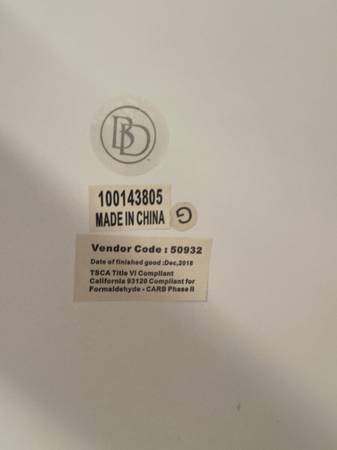 BD
100143805
MADE IN CHINA
G
Vendor Code : 50932
Date of finished good :Dec,2018
TSCA Title VI Compliant
California 93120 Compliant for
Formaldehyde - CARB Phase II